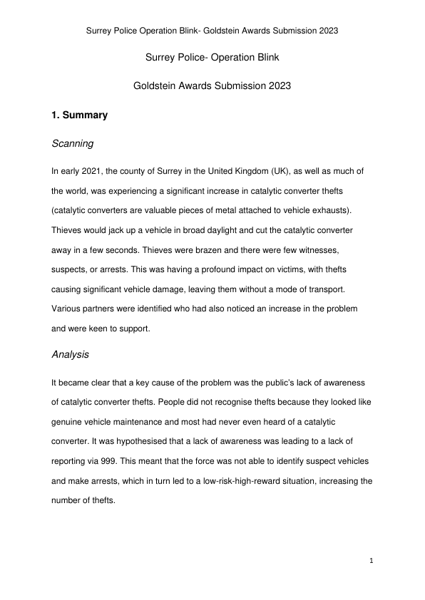 Surrey Police Operation Blink- Goldstein Awards Submission 2023
Surrey Police- Operation Blink
Goldstein Awards Submission 2023
1. Summary
Scanning
In early 2021, the county of Surrey in the United Kingdom (UK), as well as much of
the world, was experiencing a significant increase in catalytic converter thefts
(catalytic converters are valuable pieces of metal attached to vehicle exhausts).
Thieves would jack up a vehicle in broad daylight and cut the catalytic converter
away in a few seconds. Thieves were brazen and there were few witnesses,
suspects, or arrests. This was having a profound impact on victims, with thefts
causing significant vehicle damage, leaving them without a mode of transport.
Various partners were identified who had also noticed an increase in the problem
and were keen to support.
Analysis
It became clear that a key cause of the problem was the public's lack of awareness
of catalytic converter thefts. People did not recognise thefts because they looked like
genuine vehicle maintenance and most had never even heard of a catalytic
converter. It was hypothesised that a lack of awareness was leading to a lack of
reporting via 999. This meant that the force was not able to identify suspect vehicles
and make arrests, which in turn led to a low-risk-high-reward situation, increasing the
number of thefts.
1